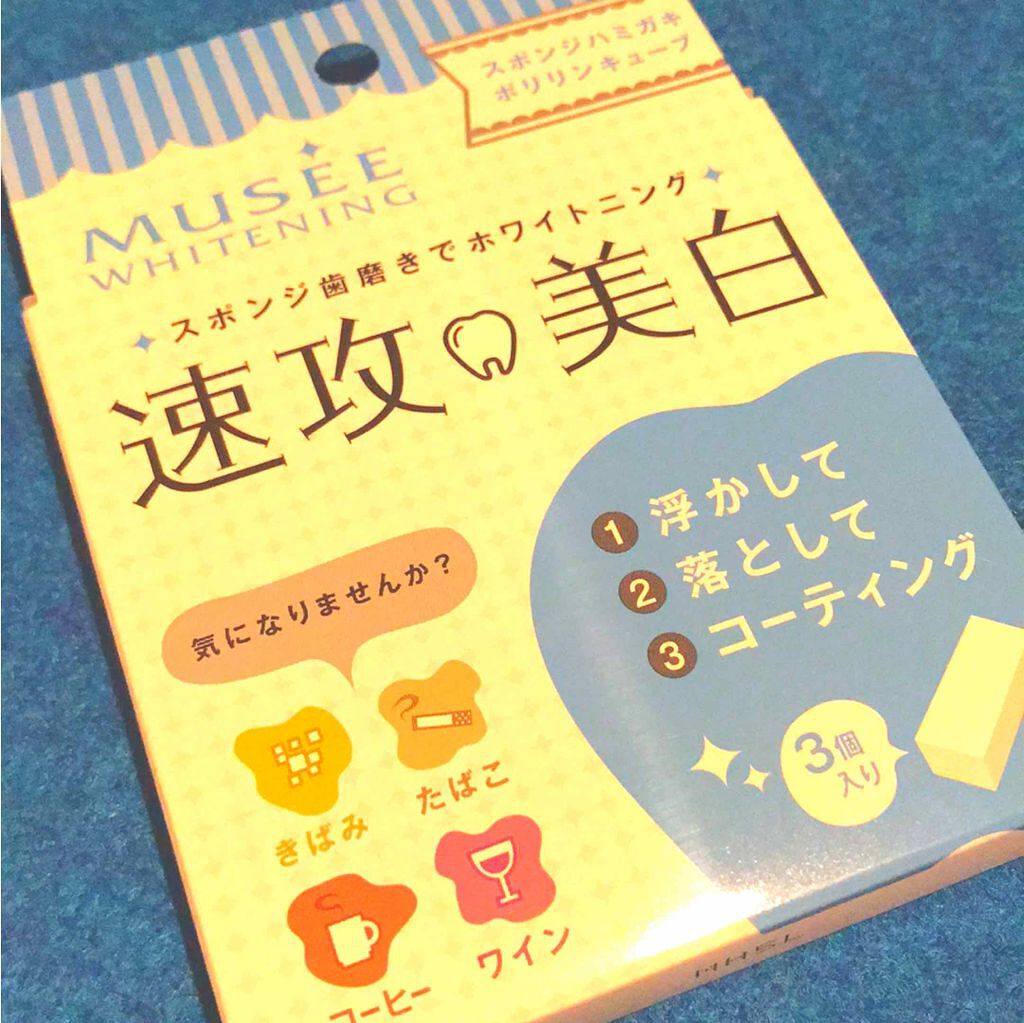 スポンジハミガキ
ポリリンキューブ
MUSÉE
WHITENING
スポンジ歯磨きでホワイトニング
速攻美白
1 浮かして
2 落として
3 コーティング
気になりませんか?
きばみ
たばこ
コーヒー
ワイン
3個
入り